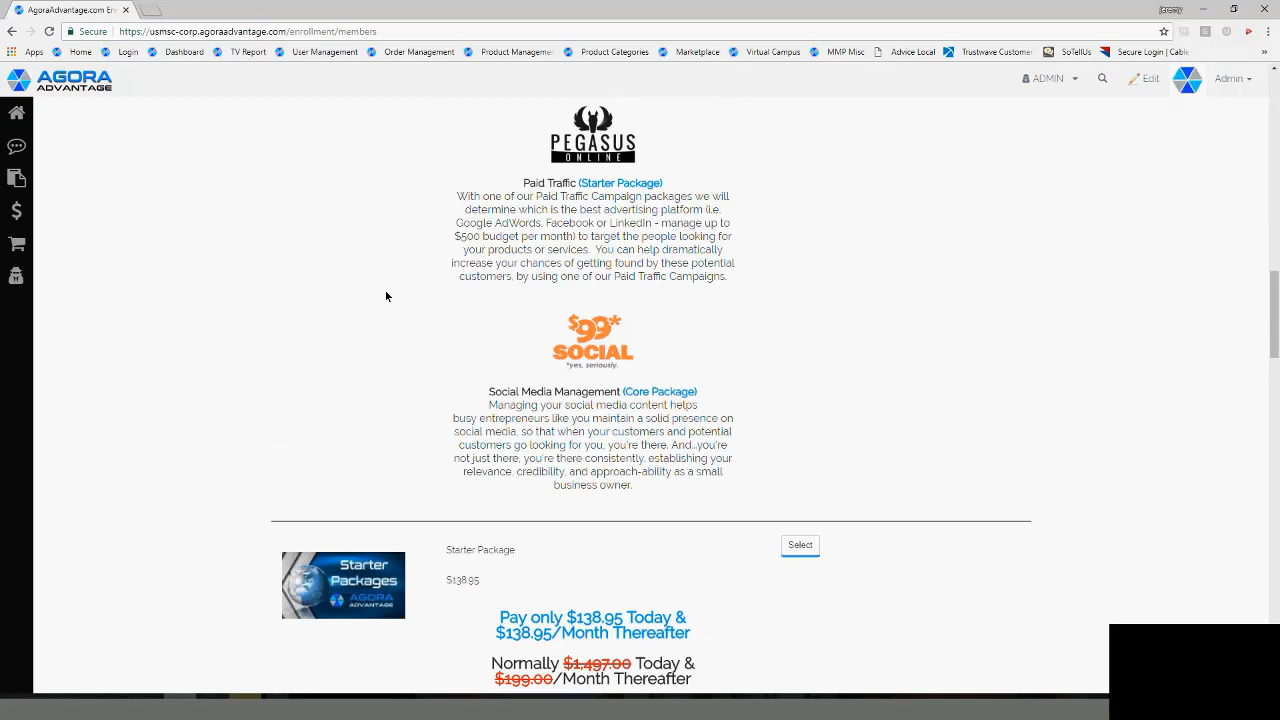 AgoraAdvantage.com En
Jeremy
Secure
https://usmsc-corp.agoraadvantage.com/enrollment/members
Apps
Home
Login
Dashboard
TV Report
User Management
Order Management
Product Manageme
Product Categories
Marketplace
Virtual Campus
MMP Misc
Advice Local
Trustwave Customer
SoTellUs
Secure Login | Cable
AGORA
ADVANTAGE
ADMIN
Edit
Admin
PEGASUS
ONLINE
Paid Traffic (Starter Package)
With one of our Paid Traffic Campaign packages we will
determine which is the best advertising platform (i.e.
Google AdWords, Facebook or LinkedIn - manage up to
$500 budget per month) to target the people looking for
your products or services. You can help dramatically
increase your chances of getting found by these potential
customers, by using one of our Paid Traffic Campaigns.
$99*
SOCIAL
*yes, seriously.
Social Media Management (Core Package)
Managing your social media content helps
busy entrepreneurs like you maintain a solid presence on
social media, so that when your customers and potential
customers go looking for you, you're there. And...you're
not just there, you're there consistently, establishing your
relevance, credibility, and approach-ability as a small
business owner.
Starter
Packages
AGORA
ADVANTAGE
Starter Package
Select
$138.95
Pay only $138.95 Today &
$138.95/Month Thereafter
Normally $1,497.00 Today &
$199.00/Month Thereafter